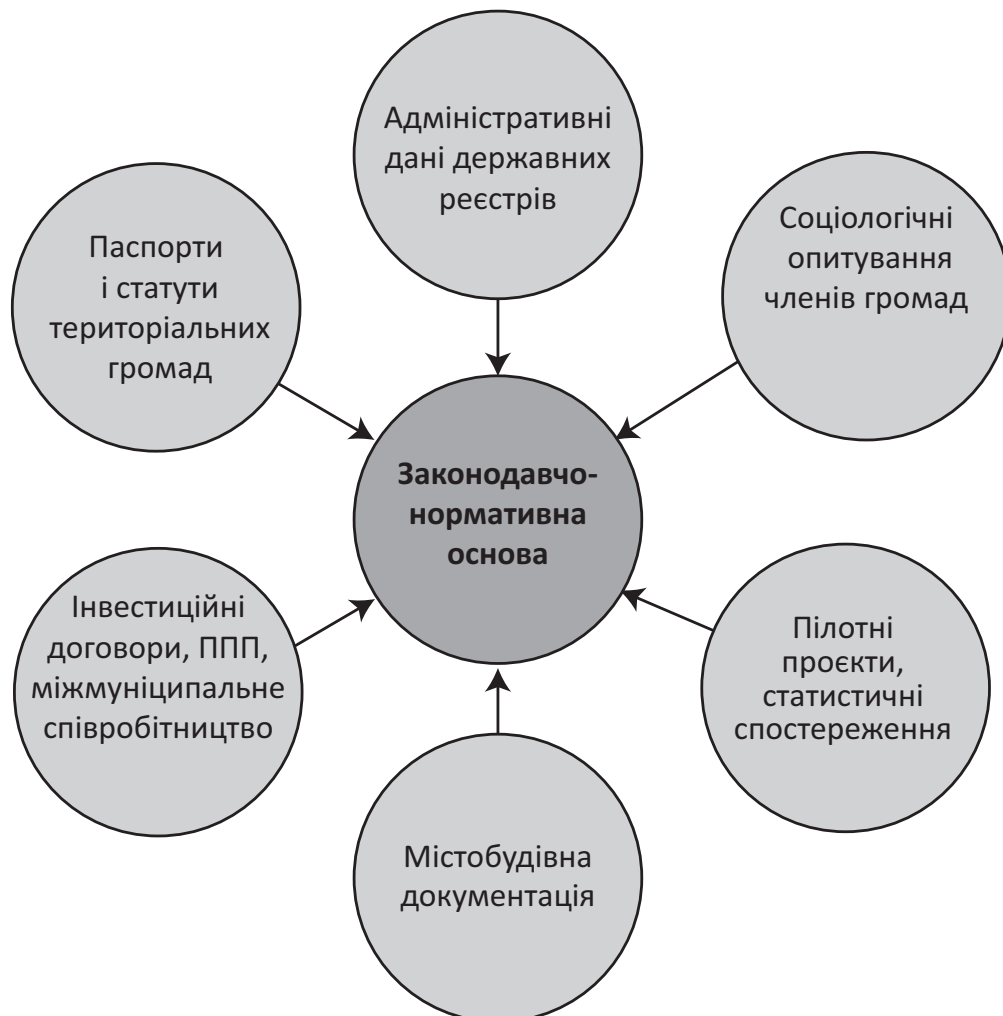 Адміністративні
дані державних
реєстрів
Паспорти
і статути
територіальних
громад
Соціологічні
опитування
членів громад
Законодавчо-
нормативна
основа
Інвестиційні
договори, ППП,
міжмуніципальне
співробітництво
Пілотні
проєкти,
статистичні
спостереження
Містобудівна
документація